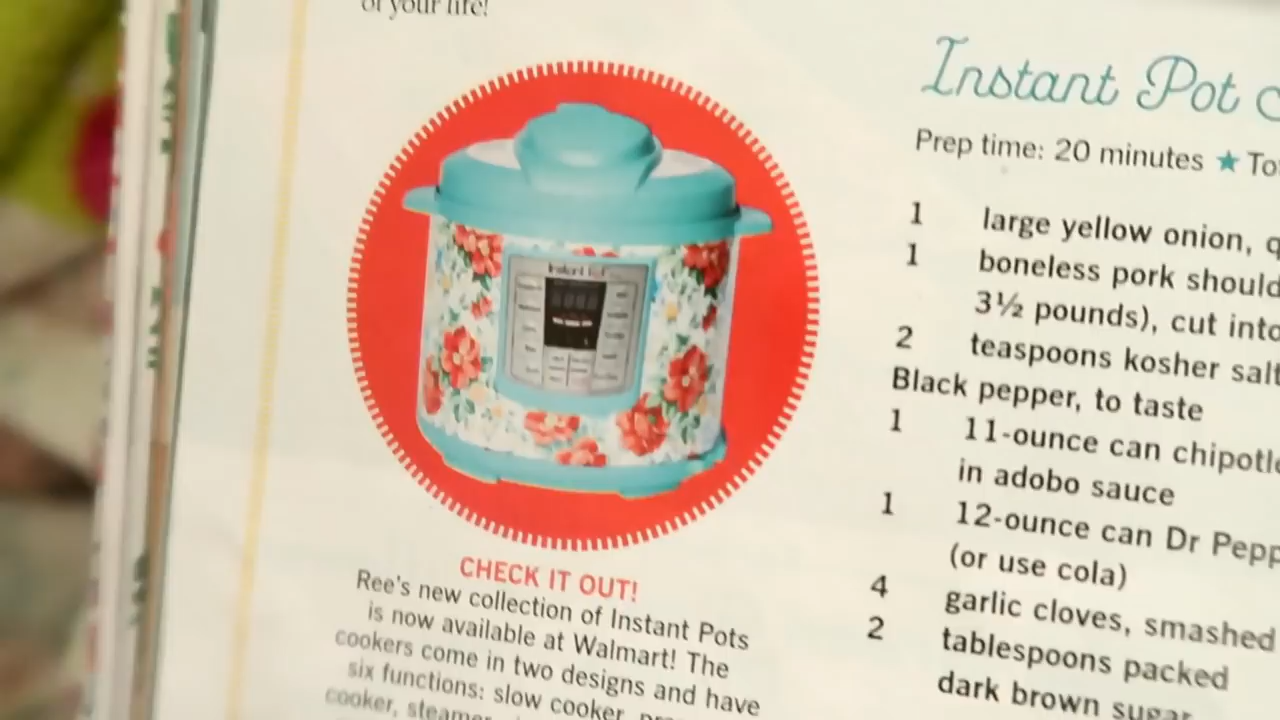 of your life!
Instant Pot
CHECK IT OUT!
Ree's new collection of Instant Pots
is now available at Walmart! The
cookers come in two designs and have
six functions: slow cooker,
cooker, steamer,
Instant Pot
Prep time: 20 minutes ★ To
1 large yellow onion, q
1 boneless pork should
3½ pounds), cut into
2 teaspoons kosher salt
Black pepper, to taste
1 11-ounce can chipotle
in adobo sauce
1 12-ounce can Dr Pepp
(or use cola)
4 garlic cloves, smashed
2 tablespoons packed
dark brown sugar